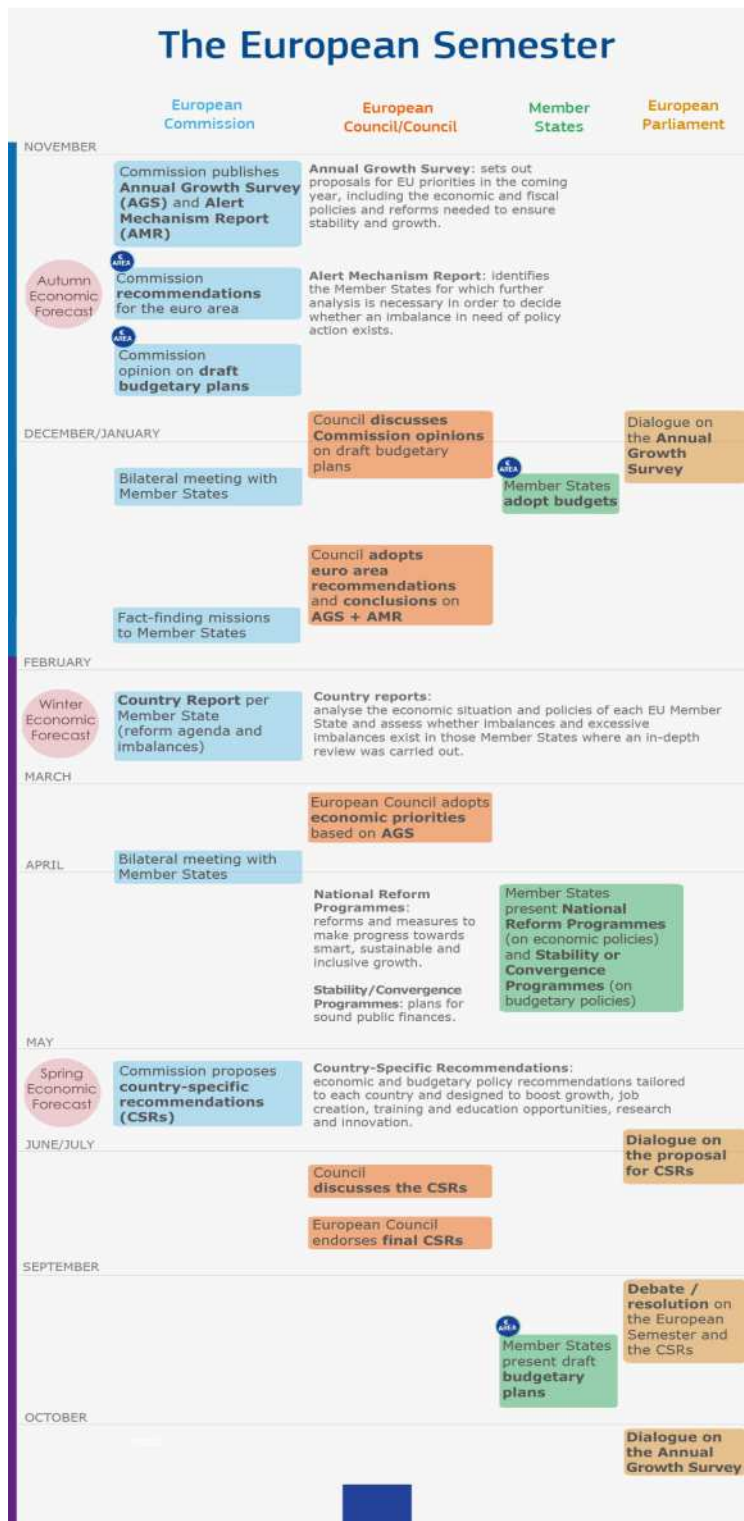 The European Semester
European
Commission
European
Council/Council
Member
States
European
Parliament
NOVEMBER
Commission publishes
Annual Growth Survey
(AGS) and Alert
Mechanism Report
(AMR)
Annual Growth Survey: sets out
proposals for EU priorities in the coming
year, including the economic and fiscal
policies and reforms needed to ensure
stability and growth.
Autumn
Economic
Forecast
€
AREA
Commission
recommendations
for the euro area
Alert Mechanism Report: identifies
the Member States for which further
analysis is necessary in order to decide
whether an imbalance in need of policy
action exists.
€
AREA
Commission
opinion on draft
budgetary plans
DECEMBER/JANUARY
Council discusses
Commission opinions
on draft budgetary
plans
Dialogue on
the Annual
Growth
Survey
Bilateral meeting with
Member States
€
AREA
Member States
adopt budgets
Council adopts
euro area
recommendations
and conclusions on
AGS + AMR
Fact-finding missions
to Member States
FEBRUARY
Winter
Economic
Forecast
Country Report per
Member State
(reform agenda and
imbalances)
Country reports:
analyse the economic situation and policies of each EU Member
State and assess whether imbalances and excessive
imbalances exist in those Member States where an in-depth
review was carried out.
MARCH
European Council adopts
economic priorities
based on AGS
APRIL
Bilateral meeting with
Member States
National Reform
Programmes:
reforms and measures to
make progress towards
smart, sustainable and
inclusive growth.
Stability/Convergence
Programmes: plans for
sound public finances.
Member States
present National
Reform Programmes
(on economic policies)
and Stability or
Convergence
Programmes (on
budgetary policies)
MAY
Spring
Economic
Forecast
Commission proposes
country-specific
recommendations
(CSRs)
Country-Specific Recommendations:
economic and budgetary policy recommendations tailored
to each country and designed to boost growth, job
creation, training and education opportunities, research
and innovation.
JUNE/JULY
Dialogue on
the proposal
for CSRs
Council
discusses the CSRs
European Council
endorses final CSRs
SEPTEMBER
Debate /
resolution on
the European
Semester and
the CSRs
€
AREA
Member States
present draft
budgetary
plans
OCTOBER
Dialogue on
the Annual
Growth Survey